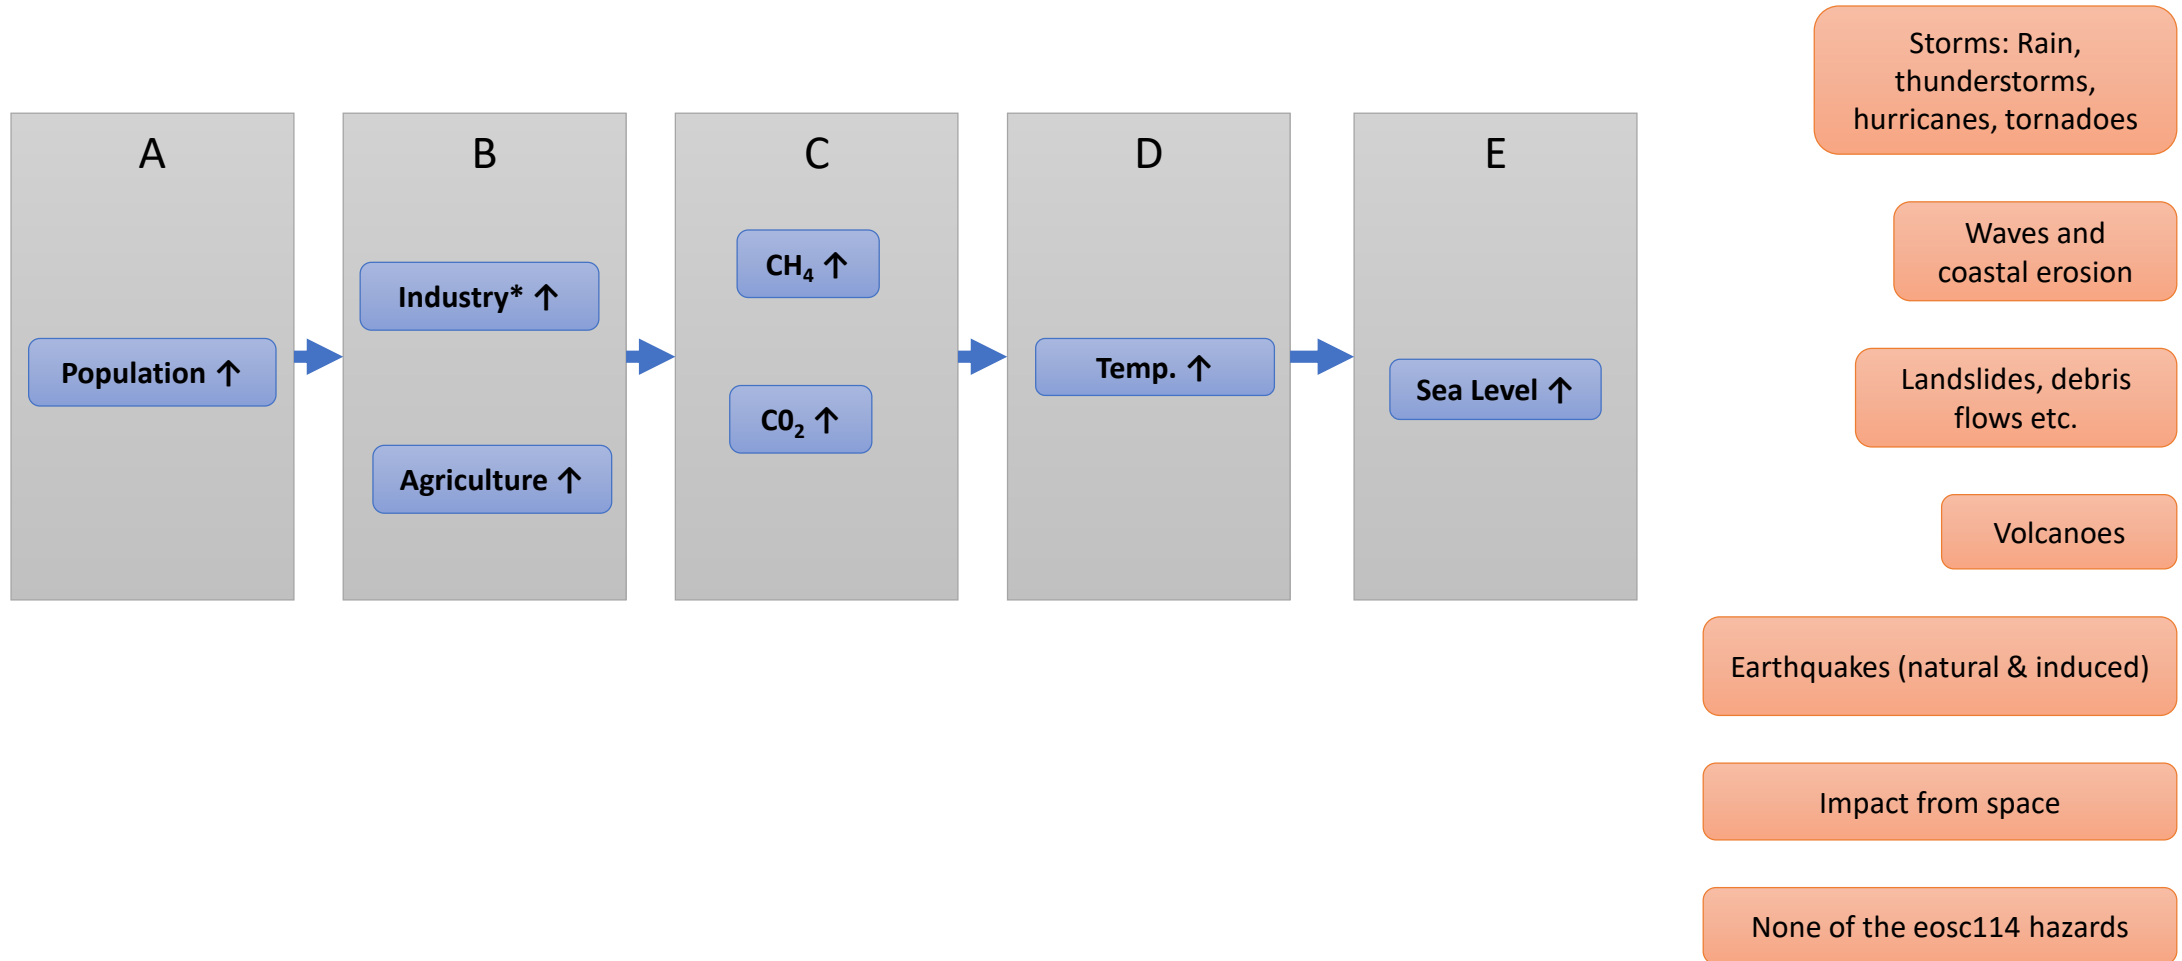 A
Population ↑
B
Industry* ↑
Agriculture ↑
C
CH₄ ↑
C0₂ ↑
D
Temp. ↑
E
Sea Level ↑
Storms: Rain,
thunderstorms,
hurricanes, tornadoes
Waves and
coastal erosion
Landslides, debris
flows etc.
Volcanoes
Earthquakes (natural & induced)
Impact from space
None of the eosc114 hazards